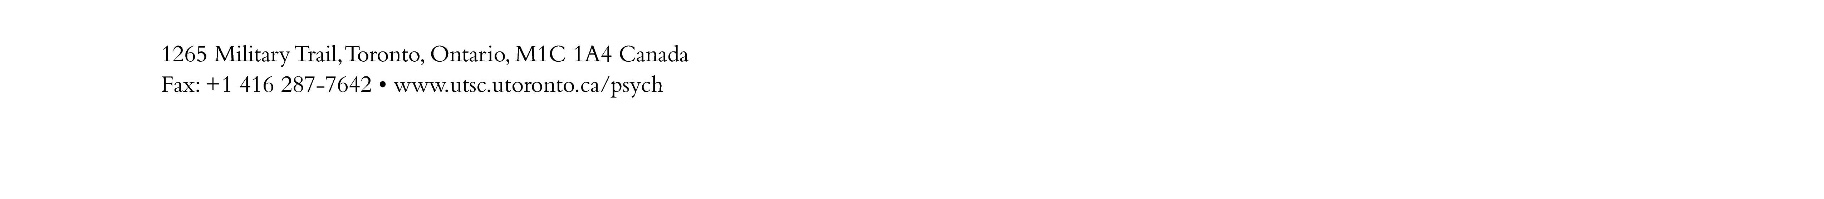 1265 Military Trail, Toronto, Ontario, M1C 1A4 Canada
Fax: +1 416 287-7642 • www.utsc.utoronto.ca/psych